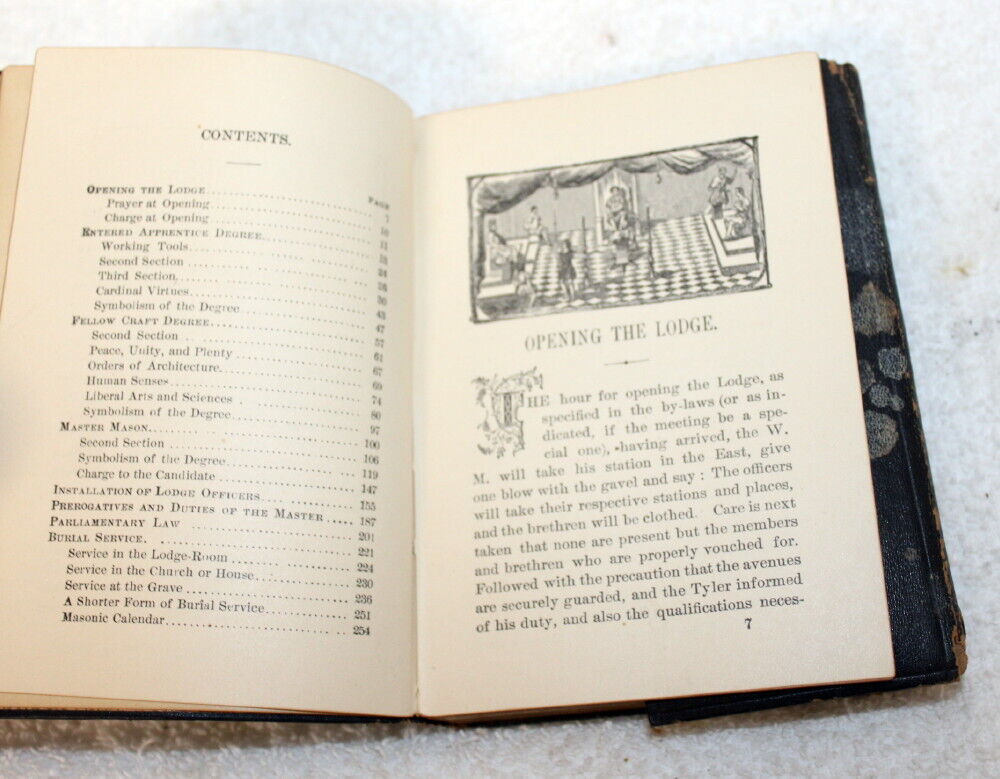 CONTENTS.
PAGE
OPENING THE LODGE 7
Prayer at Opening 10
Charge at Opening 11
ENTERED APPRENTICE DEGREE
Working Tools 24
Second Section 26
Third Section 30
Cardinal Virtues 43
Symbolism of the Degree 47
FELLOW CRAFT DEGREE 57
Second Section 61
Peace, Unity, and Plenty 67
Orders of Architecture 69
Human Senses 74
Liberal Arts and Sciences 80
Symbolism of the Degree 97
MASTER MASON 100
Second Section 106
Symbolism of the Degree 119
Charge to the Candidate 147
INSTALLATION OF LODGE OFFICERS 155
PREROGATIVES AND DUTIES OF THE MASTER 187
PARLIAMENTARY LAW 201
BURIAL SERVICE 221
Service in the Lodge-Room 224
Service in the Church or House 230
Service at the Grave 236
A Shorter Form of Burial Service 251
Masonic Calendar 254
OPENING THE LODGE.
THE hour for opening the Lodge, as
specified in the by-laws (or as in-
dicated, if the meeting be a spe-
cial one), having arrived, the W.
M. will take his station in the East, give
one blow with the gavel and say: The officers
will take their respective stations and places,
and the brethren will be clothed. Care is next
taken that none are present but the members
and brethren who are properly vouched for.
Followed with the precaution that the avenues
are securely guarded, and the Tyler informed
of his duty, and also the qualifications neces-
7